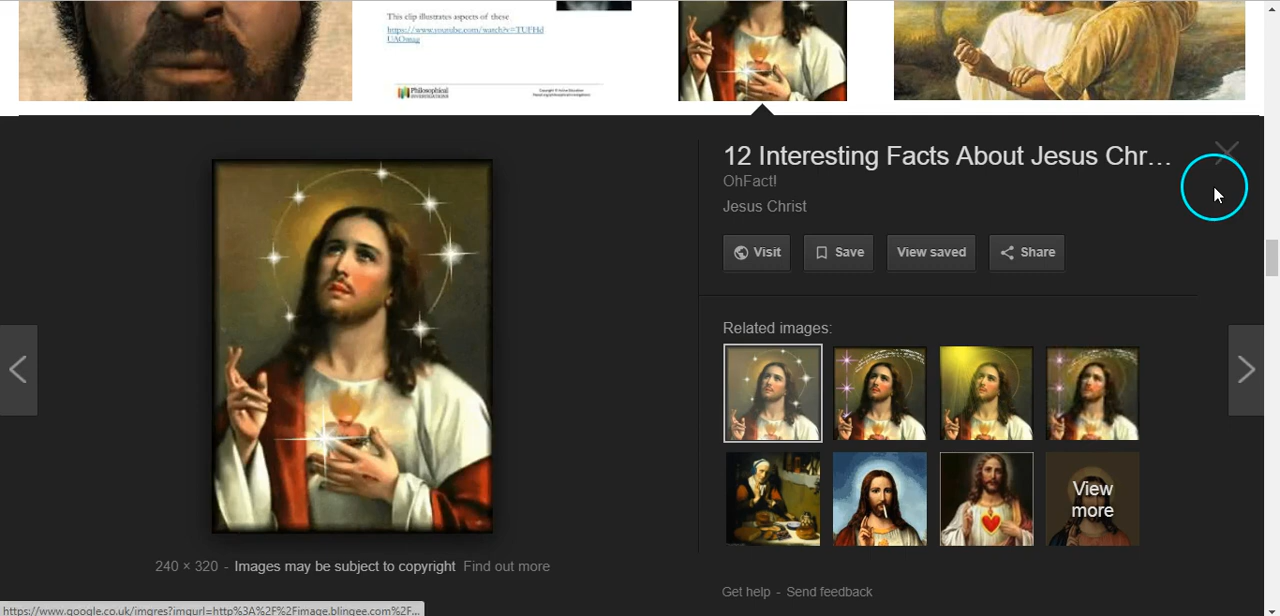 This clip illustrates aspects of these
https://www.youtube.com/watch?v=TUFHd
UAOmag
Philosophical
12 Interesting Facts About Jesus Chr...
OhFact!
Jesus Christ
Visit
Save
View saved
Share
Related images:
View
more
240 × 320 - Images may be subject to copyright Find out more
Get help - Send feedback
https://www.google.co.uk/imgres?imgurl=http%3A%2F%2Fimage.blingee.com%2F...